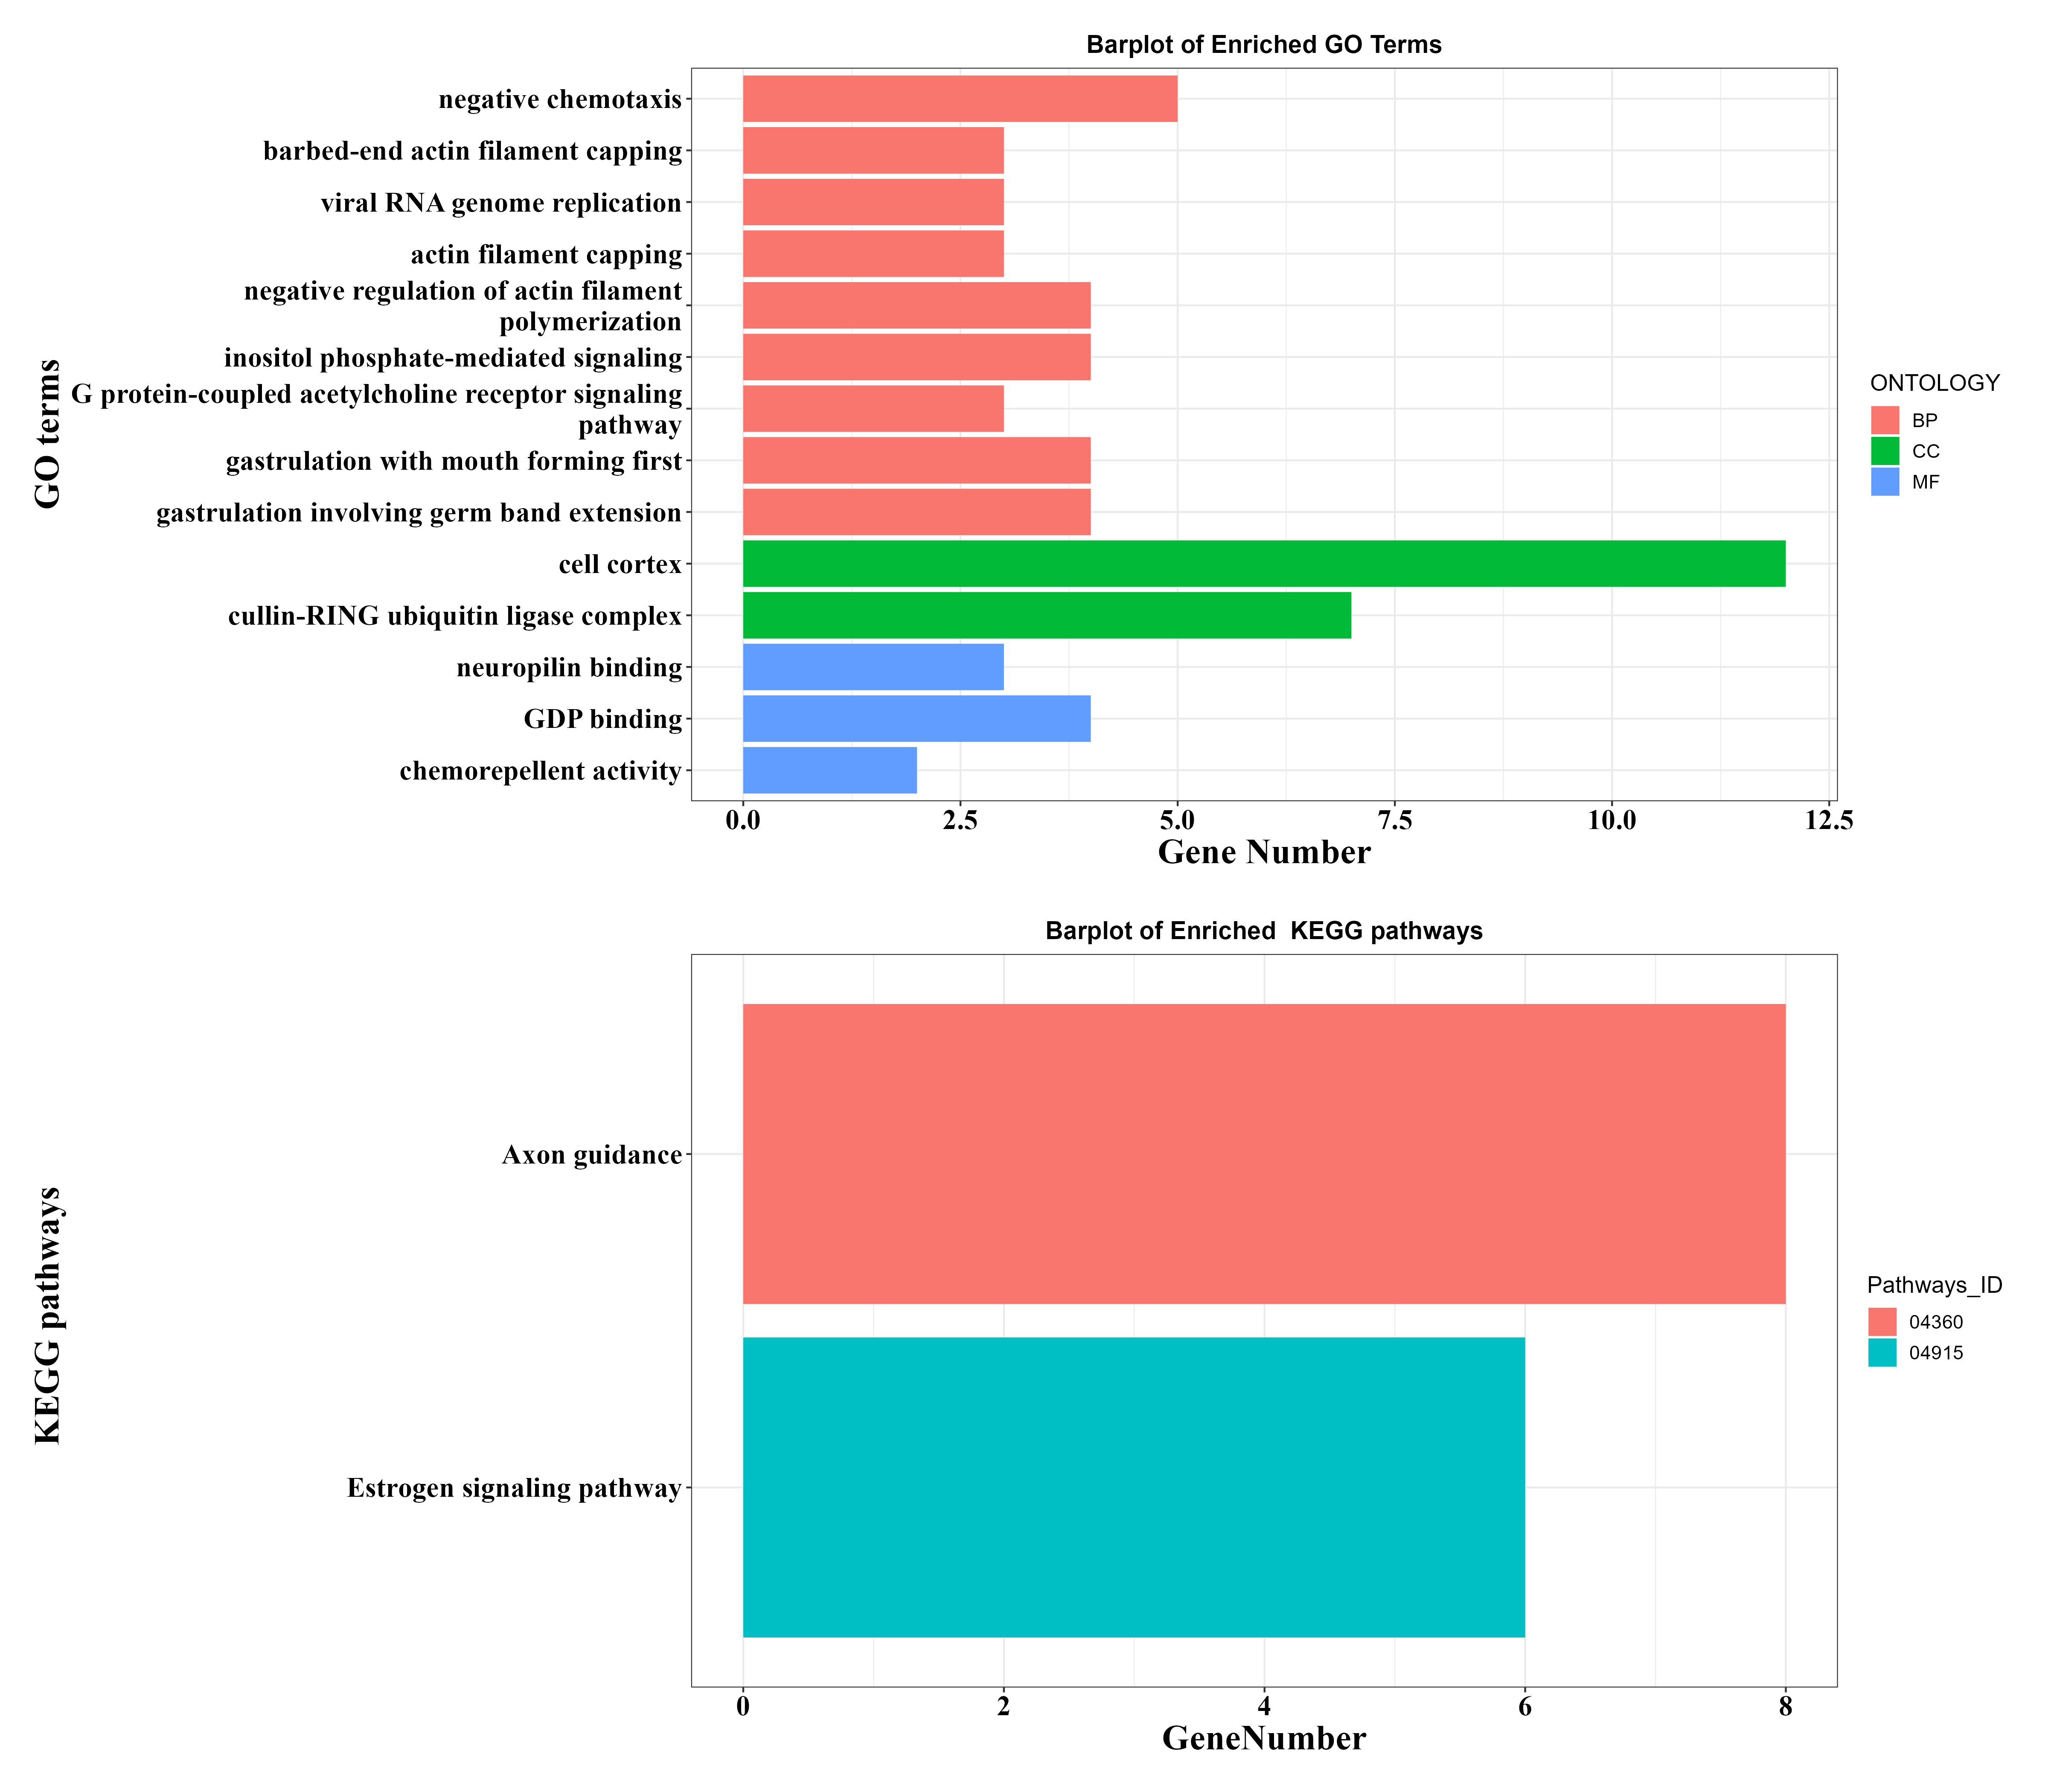 Barplot of Enriched GO Terms
GO terms
negative chemotaxis
barbed-end actin filament capping
viral RNA genome replication
actin filament capping
negative regulation of actin filament
polymerization
inositol phosphate-mediated signaling
G protein-coupled acetylcholine receptor signaling
pathway
gastrulation with mouth forming first
gastrulation involving germ band extension
cell cortex
cullin-RING ubiquitin ligase complex
neuropilin binding
GDP binding
chemorepellent activity
0.0 2.5 5.0 7.5 10.0 12.5
Gene Number
ONTOLOGY
BP
CC
MF
Barplot of Enriched  KEGG pathways
KEGG pathways
Axon guidance
Estrogen signaling pathway
0 2 4 6 8
GeneNumber
Pathways_ID
04360
04915